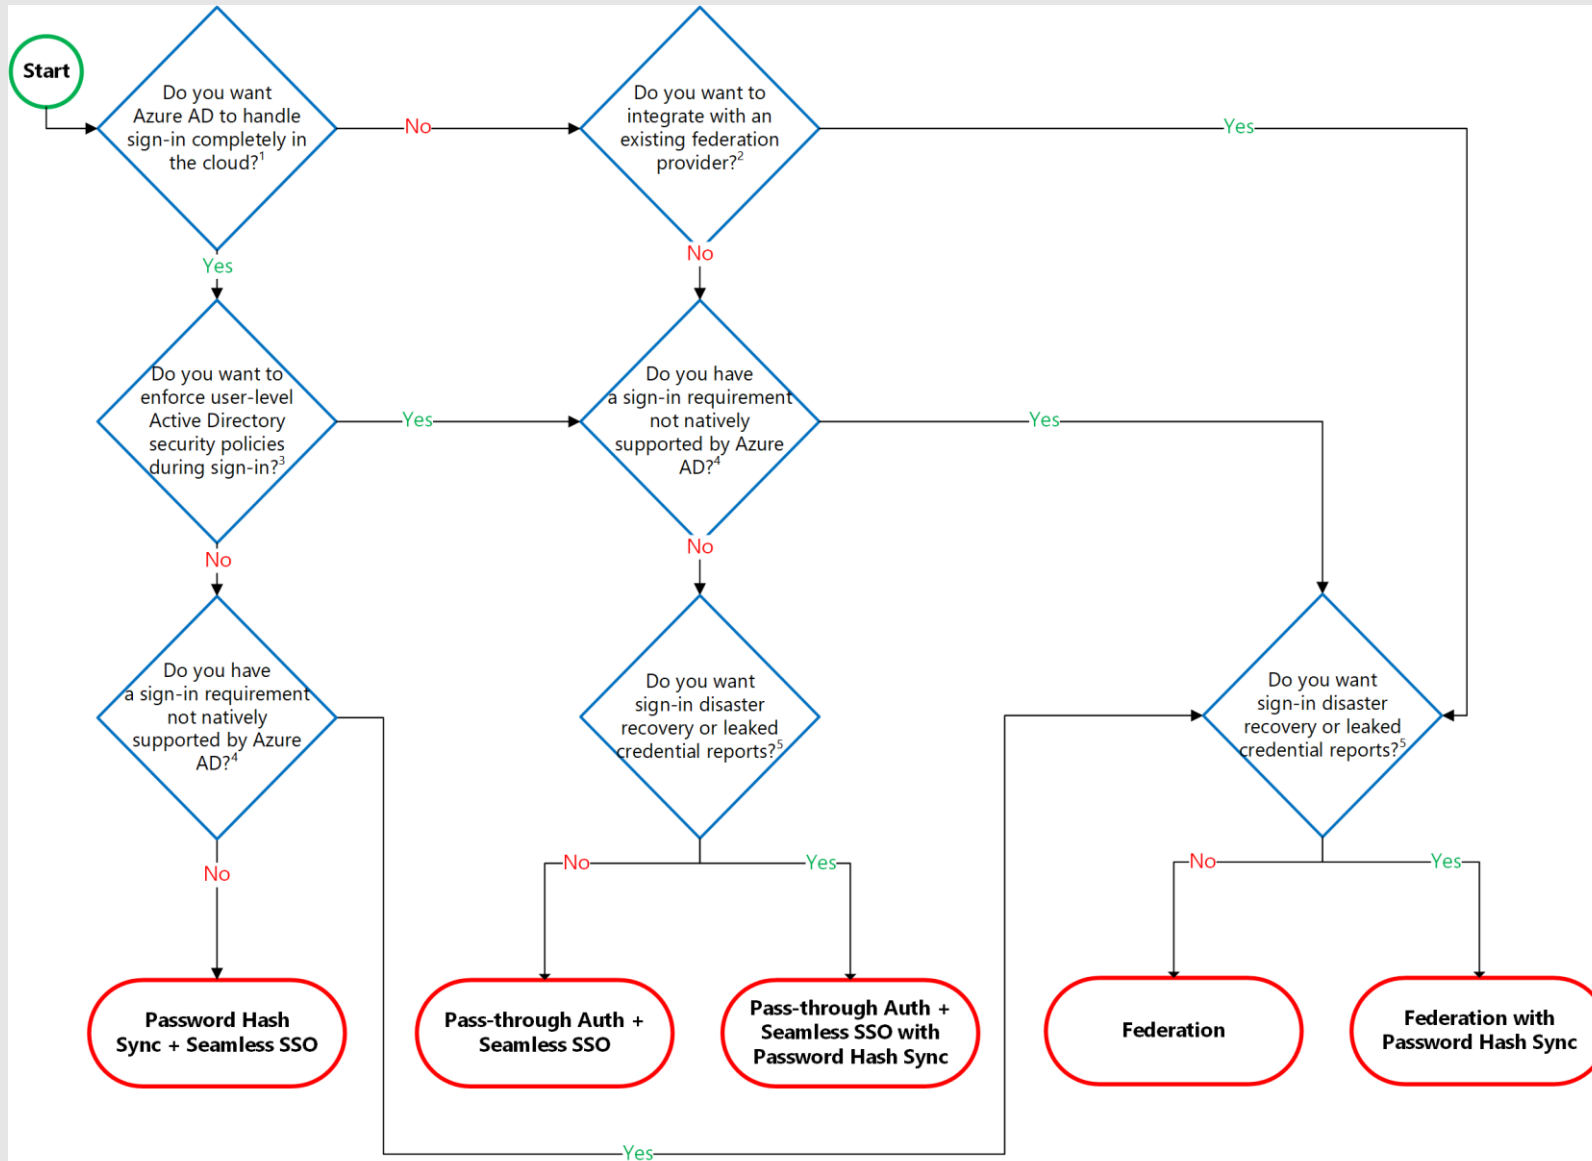 Start
Do you want
Azure AD to handle
sign-in completely in
the cloud?1
No
Do you want to
integrate with an
existing federation
provider?2
Yes
Yes
No
Do you want to
enforce user-level
Active Directory
security policies
during sign-in?3
Yes
Do you have
a sign-in requirement
not natively
supported by Azure
AD?4
Yes
No
No
Do you have
a sign-in requirement
not natively
supported by Azure
AD?4
Do you want
sign-in disaster
recovery or leaked
credential reports?5
Do you want
sign-in disaster
recovery or leaked
credential reports?5
No
No
Yes
No
Yes
Password Hash
Sync + Seamless SSO
Pass-through Auth +
Seamless SSO
Pass-through Auth +
Seamless SSO with
Password Hash Sync
Federation
Federation with
Password Hash Sync
Yes